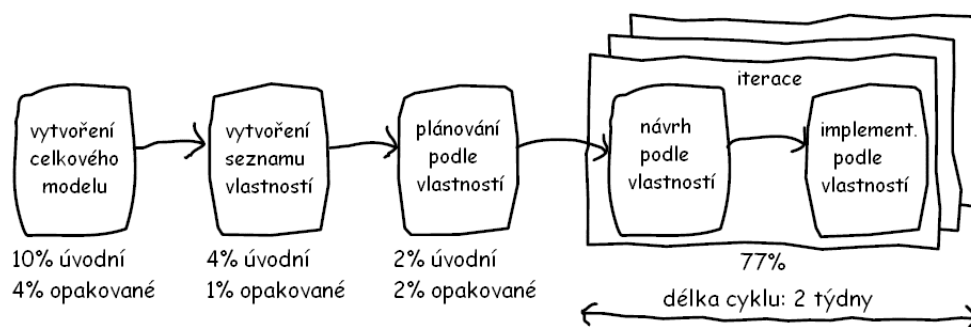 vytvoření
celkového
modelu
10% úvodní
4% opakované
vytvoření
seznamu
vlastností
4% úvodní
1% opakované
plánování
podle
vlastností
2% úvodní
2% opakované
iterace
návrh
podle
vlastností
implement.
podle
vlastností
77%
délka cyklu: 2 týdny